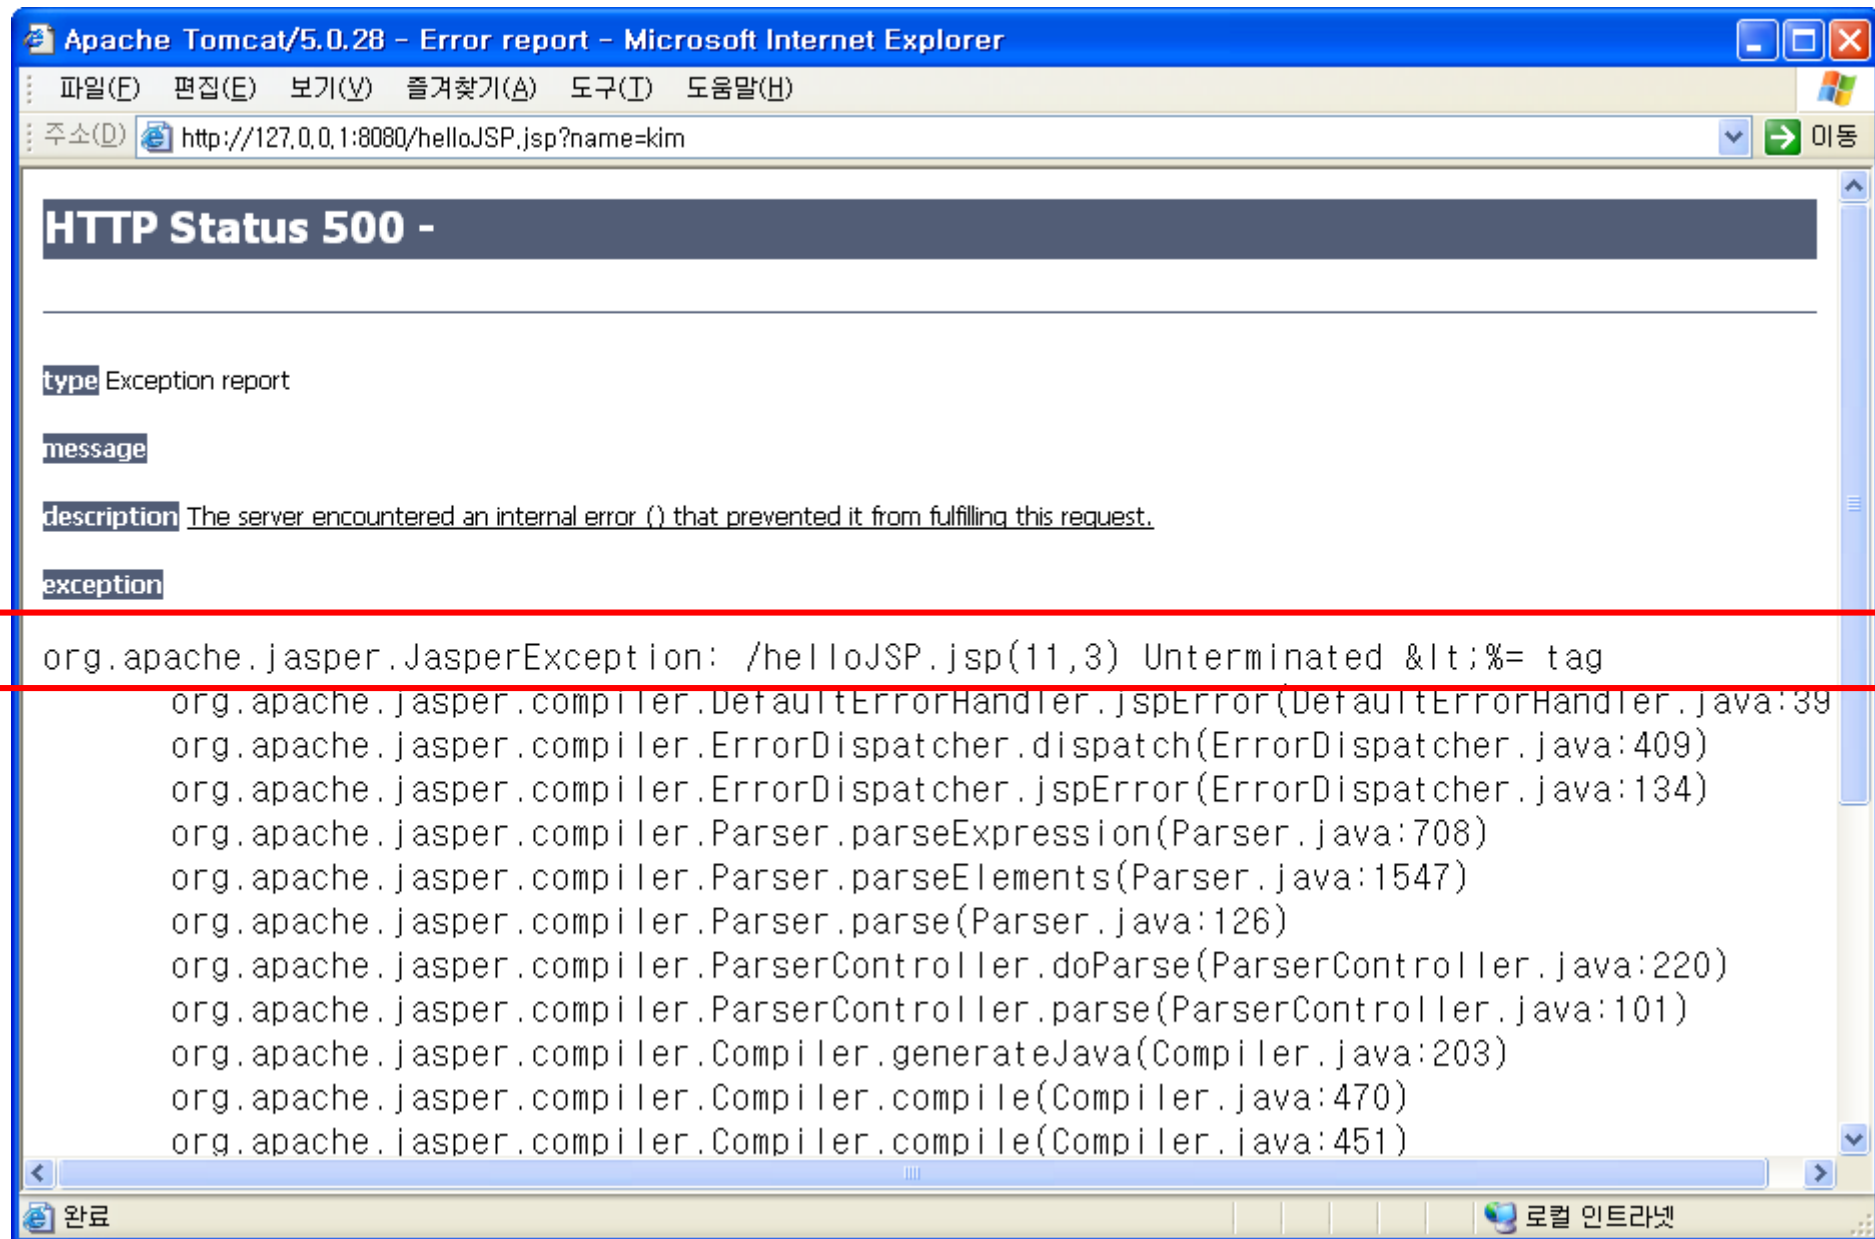 Apache Tomcat/5.0.28 - Error report - Microsoft Internet Explorer
파일(F) 편집(E) 보기(V) 즐겨찾기(A) 도구(T) 도움말(H)
주소(D) http://127.0.0.1:8080/helloJSP.jsp?name=kim 이동
HTTP Status 500 -
type Exception report
message
description The server encountered an internal error () that prevented it from fulfilling this request.
exception
org.apache.jasper.JasperException: /helloJSP.jsp(11,3) Unterminated &lt;%= tag
org.apache.jasper.compiler.DefaultErrorHandler.jspError(DefaultErrorHandler.java:39
org.apache.jasper.compiler.ErrorDispatcher.dispatch(ErrorDispatcher.java:409)
org.apache.jasper.compiler.ErrorDispatcher.jspError(ErrorDispatcher.java:134)
org.apache.jasper.compiler.Parser.parseExpression(Parser.java:708)
org.apache.jasper.compiler.Parser.parseElements(Parser.java:1547)
org.apache.jasper.compiler.Parser.parse(Parser.java:126)
org.apache.jasper.compiler.ParserController.doParse(ParserController.java:220)
org.apache.jasper.compiler.ParserController.parse(ParserController.java:101)
org.apache.jasper.compiler.Compiler.generateJava(Compiler.java:203)
org.apache.jasper.compiler.Compiler.compile(Compiler.java:470)
org.apache.jasper.compiler.Compiler.compile(Compiler.java:451)
완료 로컬 인트라넷